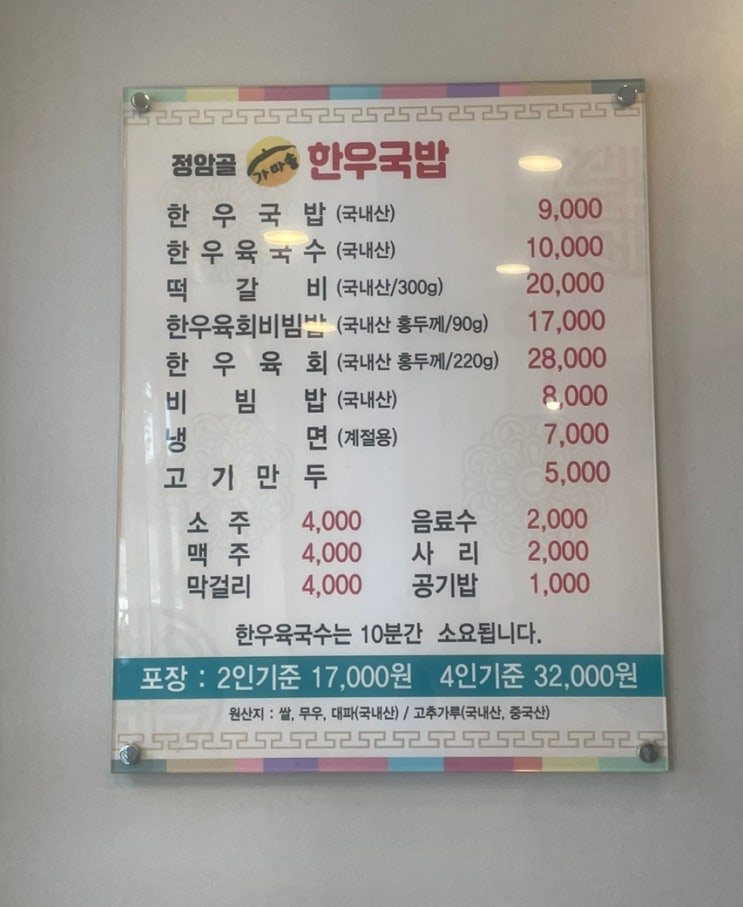 정암골 가마솥 한우국밥
한우국밥 (국내산) 9,000
한우육국수 (국내산) 10,000
떡갈비 (국내산/300g) 20,000
한우육회비빔밥 (국내산 홍두께/90g) 17,000
한우육회 (국내산 홍두께/220g) 28,000
비빔밥 (국내산) 8,000
냉면 (계절용) 7,000
고기만두 5,000
소주 4,000 음료수 2,000
맥주 4,000 사리 2,000
막걸리 4,000 공기밥 1,000
한우육국수는 10분간 소요됩니다.
포장 : 2인기준 17,000원 4인기준 32,000원
원산지 : 쌀, 무우, 대파(국내산) / 고추가루(국내산, 중국산)